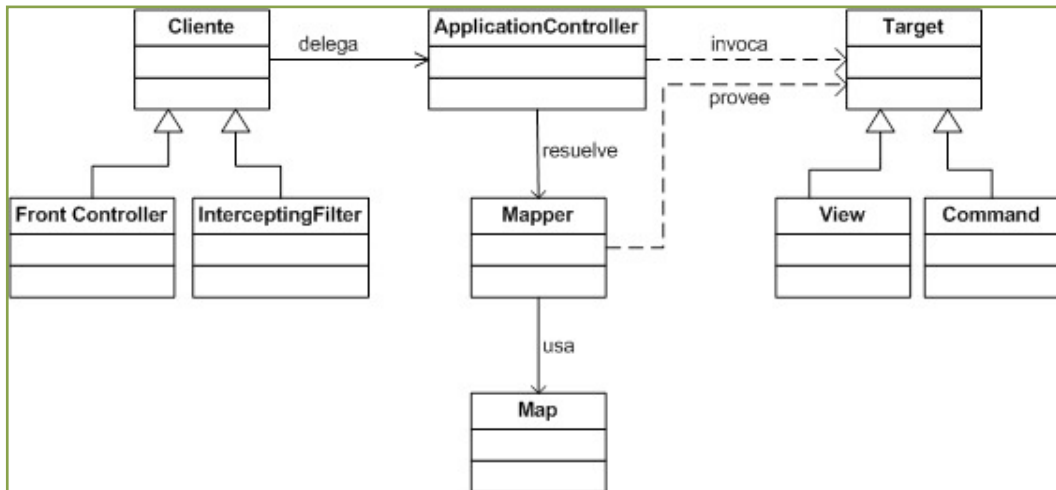 Cliente
ApplicationController
Target
delega
invoca
provee
resuelve
Front Controller
InterceptingFilter
Mapper
View
Command
usa
Map